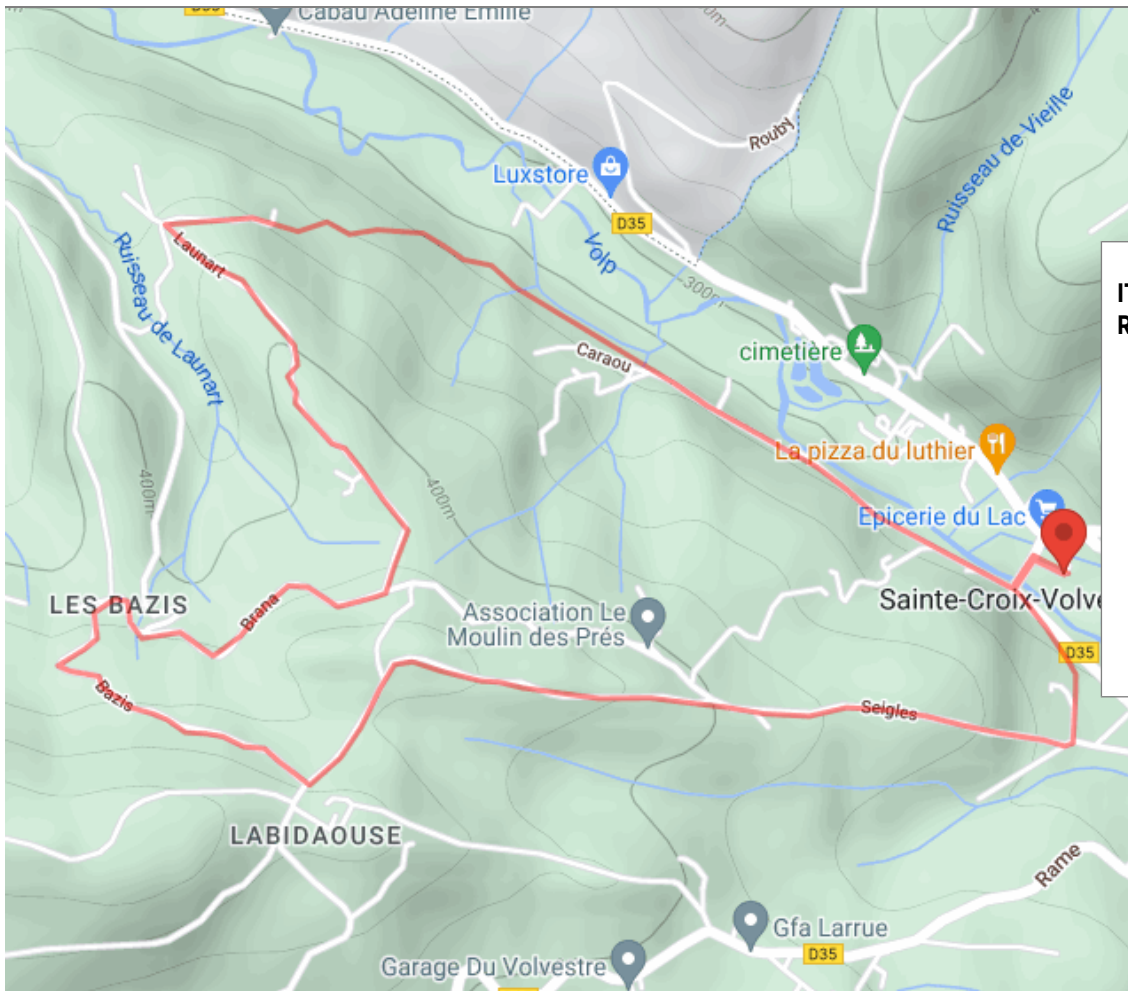 Cabau Adeline Emilie
Rouby
Ruisseau de Vieille
Luxstore
D35
Volp
300m
Launart
Ruisseau de Launart
cimetière
Caraou
La pizza du luthier
400m
400m
Epicerie du Lac
LES BAZIS
Brana
Association Le
Moulin des Prés
Sainte-Croix-Volve
D35
Bazis
Seigles
LABIDAOUSE
Rame
Gfa Larrue
D35
Garage Du Volvestre